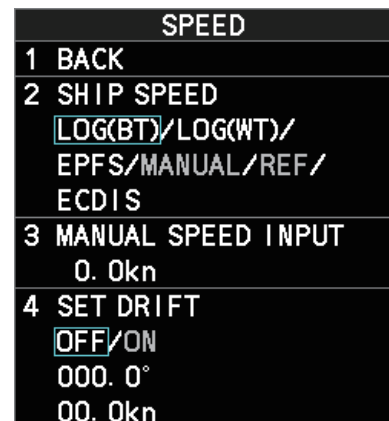 SPEED
1 BACK
2 SHIP SPEED
LOG(BT)/LOG(WT)/
EPFS/MANUAL/REF/
ECDIS
3 MANUAL SPEED INPUT
0.0kn
4 SET DRIFT
OFF/ON
000.0°
00.0kn